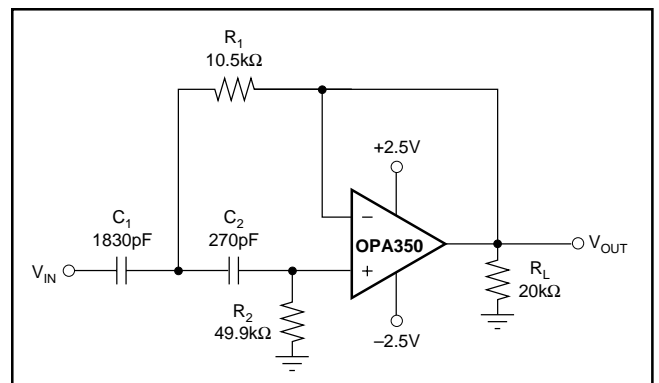 R1
10.5kΩ
+2.5V
C1
1830pF
C2
270pF
−
OPA350
+
VIN
VOUT
R2
49.9kΩ
RL
20kΩ
–2.5V